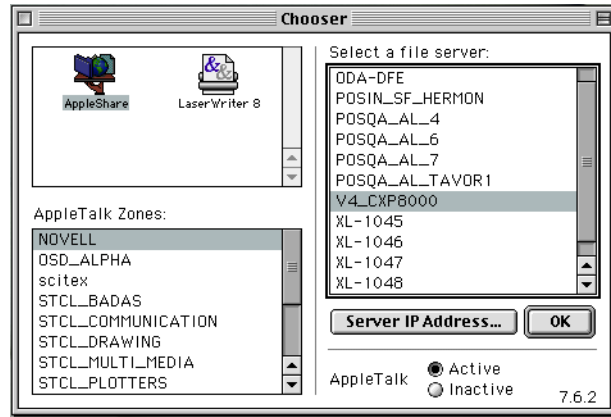 Chooser
AppleShare
LaserWriter 8
AppleTalk Zones:
NOVELL
OSD_ALPHA
scitex
STCL_BADAS
STCL_COMMUNICATION
STCL_DRAWING
STCL_MULTI_MEDIA
STCL_PLOTTERS
Select a file server:
ODA-DFE
POSIN_SF_HERMON
POSQA_AL_4
POSQA_AL_6
POSQA_AL_7
POSQA_AL_TAVOR1
V4_CXP8000
XL-1045
XL-1046
XL-1047
XL-1048
Server IP Address...
OK
AppleTalk
Active
Inactive
7.6.2